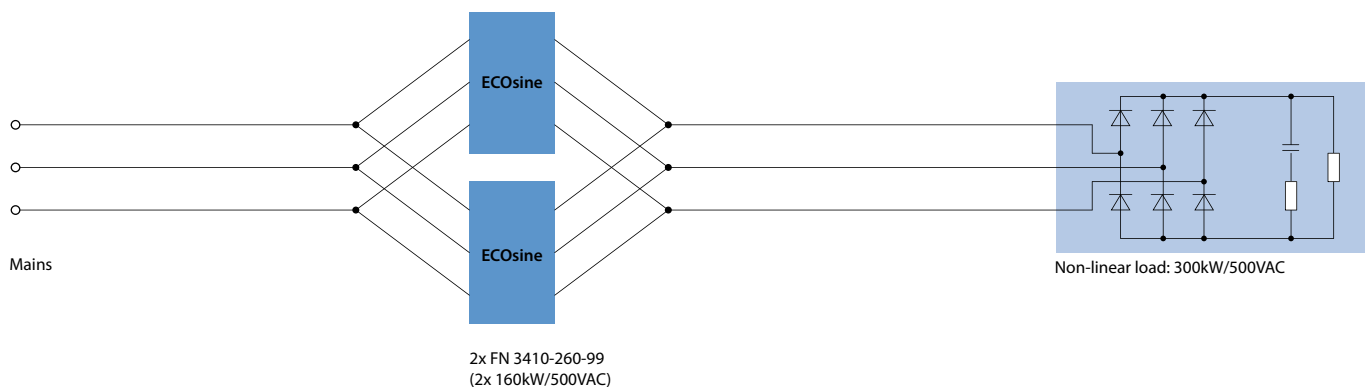 ECOsine
ECOsine
Mains
Non-linear load: 300kW/500VAC
2x FN 3410-260-99
(2x 160kW/500VAC)